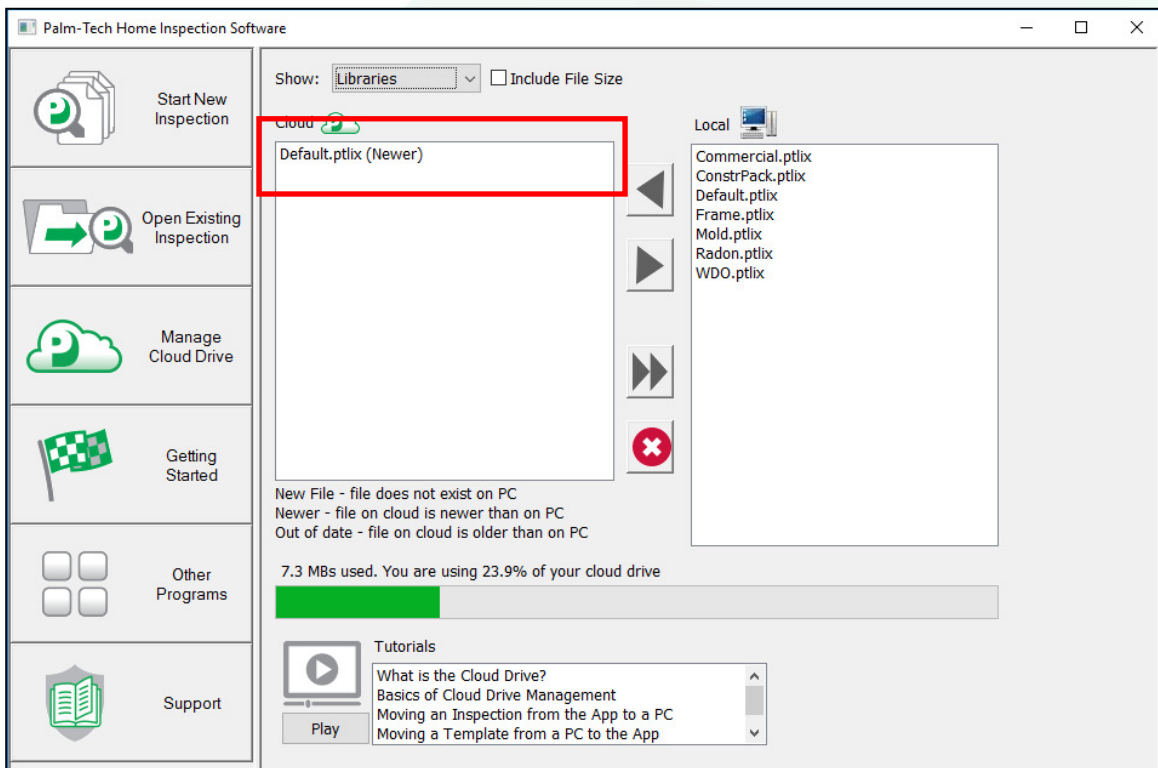 Palm-Tech Home Inspection Software
Start New
Inspection
Open Existing
Inspection
Manage
Cloud Drive
Getting
Started
Other
Programs
Support
Show: Libraries Include File Size
Cloud
Default.ptlix (Newer)
Local
Commercial.ptlix
ConstrPack.ptlix
Default.ptlix
Frame.ptlix
Mold.ptlix
Radon.ptlix
WDO.ptlix
New File - file does not exist on PC
Newer - file on cloud is newer than on PC
Out of date - file on cloud is older than on PC
7.3 MBs used. You are using 23.9% of your cloud drive
Tutorials
What is the Cloud Drive?
Basics of Cloud Drive Management
Moving an Inspection from the App to a PC
Moving a Template from a PC to the App
Play